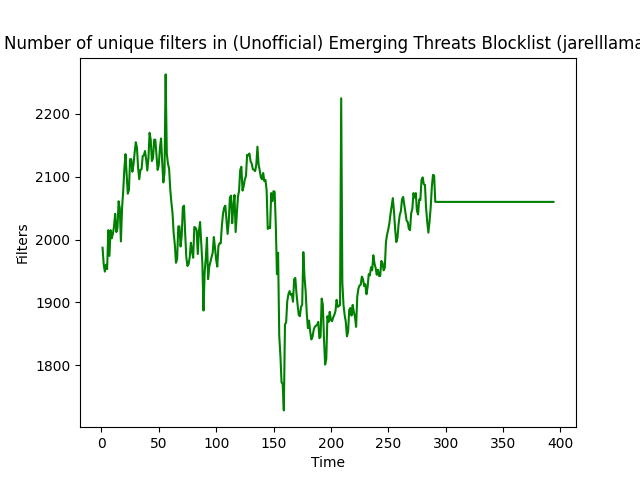 Number of unique filters in (Unofficial) Emerging Threats Blocklist (jarelllama
2200
2100
2000
1900
1800
Filters
0 50 100 150 200 250 300 350 400
Time